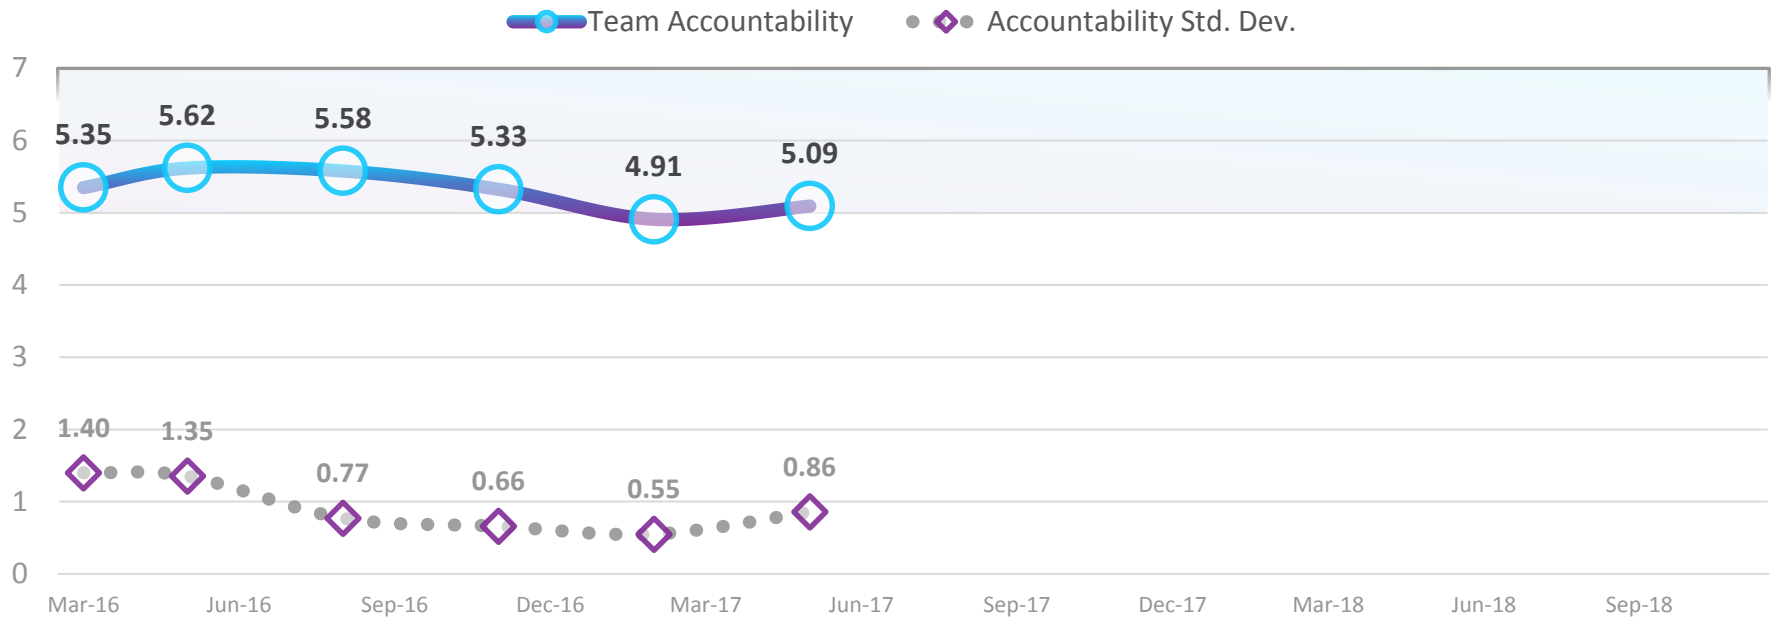 Team Accountability Accountability Std. Dev.
7
5.35 5.62 5.58 5.33 4.91 5.09
6
5
4
3
2
1.40 1.35 0.77 0.66 0.55 0.86
1
0
Mar-16 Jun-16 Sep-16 Dec-16 Mar-17 Jun-17 Sep-17 Dec-17 Mar-18 Jun-18 Sep-18